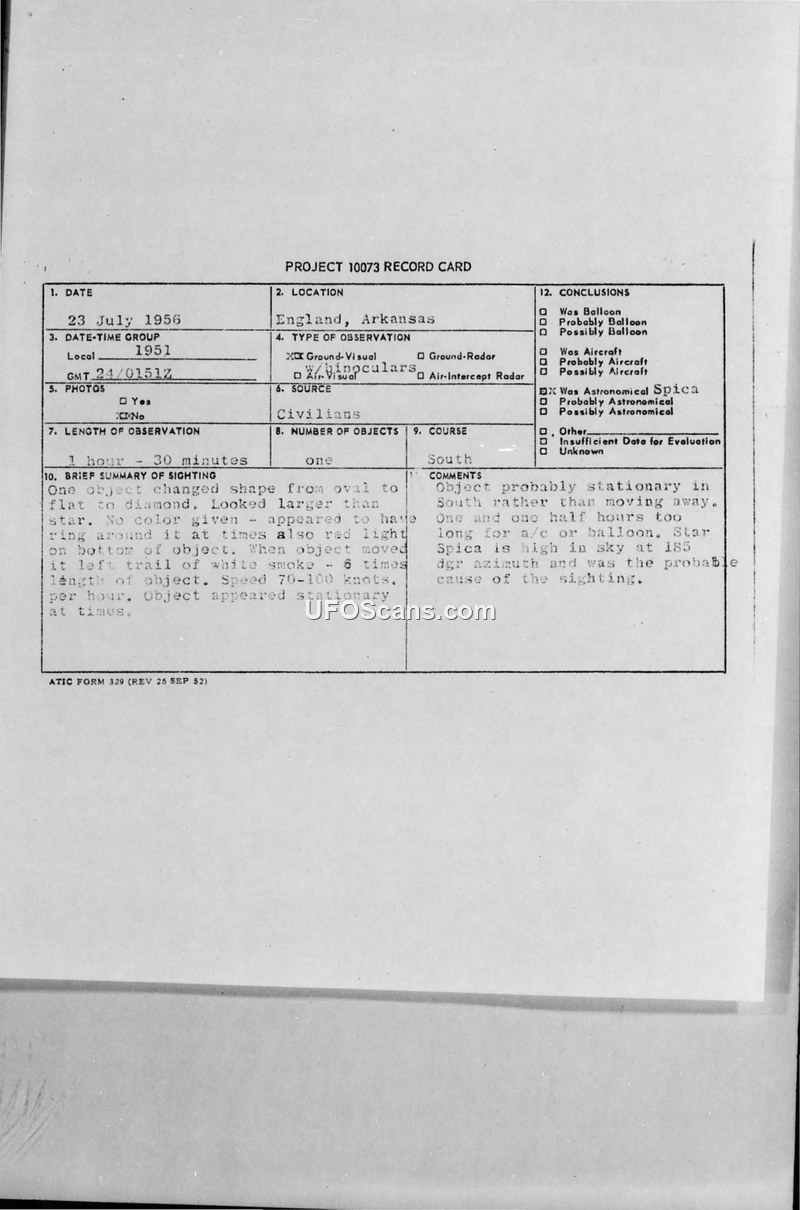 PROJECT 10073 RECORD CARD
1. DATE
23 July 1956
2. LOCATION
England, Arkansas
12. CONCLUSIONS
Was Balloon
Probably Balloon
Possibly Balloon
Was Aircraft
Probably Aircraft
Possibly Aircraft
X Was Astronomical Spica
Probably Astronomical
Possibly Astronomical
Other
Insufficient Data for Evaluation
Unknown
3. DATE-TIME GROUP
Local 1951
GMT 24/0151Z
4. TYPE OF OBSERVATION
XX Ground-Visual
Ground-Radar
w/binoculars
Air-Visual
Air-Intercept Radar
5. PHOTOS
Yes
XX No
6. SOURCE
Civilians
7. LENGTH OF OBSERVATION
1 hour - 30 minutes
8. NUMBER OF OBJECTS
one
9. COURSE
South
10. BRIEF SUMMARY OF SIGHTING
One object changed shape from oval to
flat to diamond. Looked larger than
star. No color given - appeared to have
ring around it at times also red light
on bottom of object. When object moved
it left trail of white smoke - 6 times
length of object. Speed 70-100 knots.
per hour. Object appeared stationary
at times.
COMMENTS
Object probably stationary in
South rather than moving away.
One and one half hours too
long for a/c or balloon. Star
Spica is high in sky at 185
dgr azimuth and was the probable
cause of the sighting.
UFOScans.com
ATIC FORM 329 (REV 26 SEP 52)